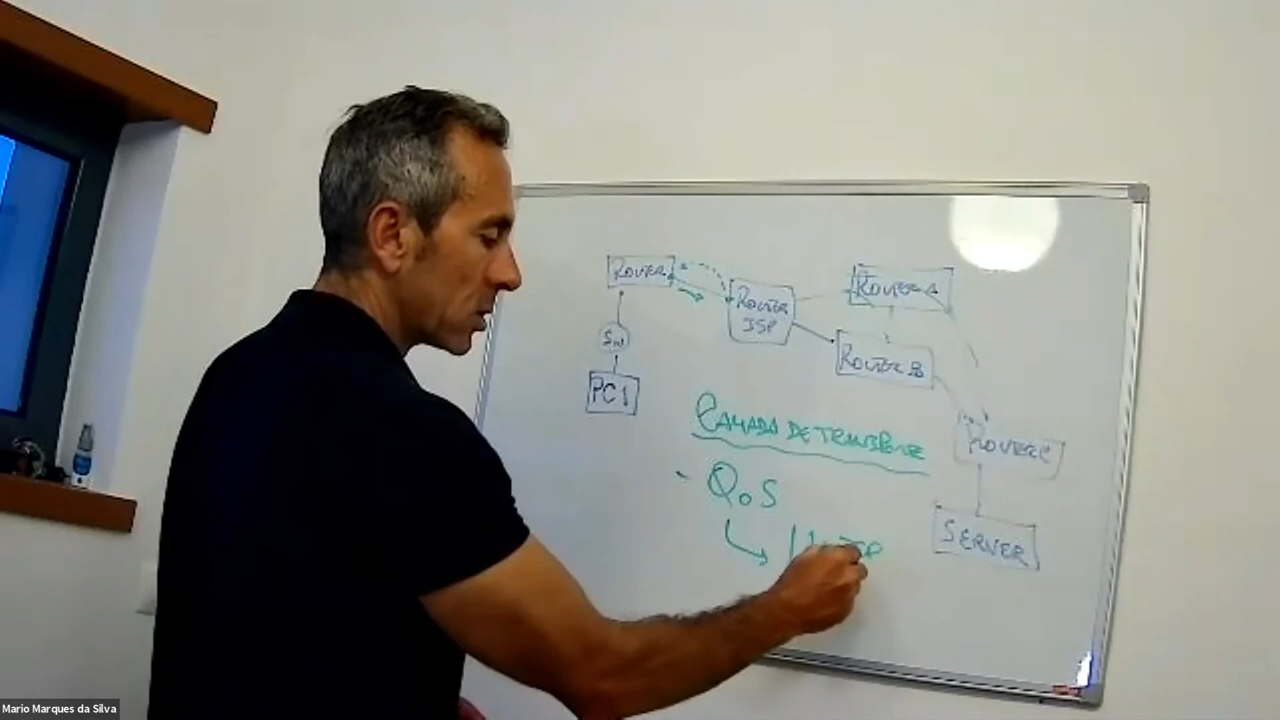 ROUTER
ROUTER
ISP
ROUTER A
SW
ROUTER B
PC1
CAMADA DE TRANSPORTE
ROUTER C
QoS
SERVER
Mario Marques da Silva